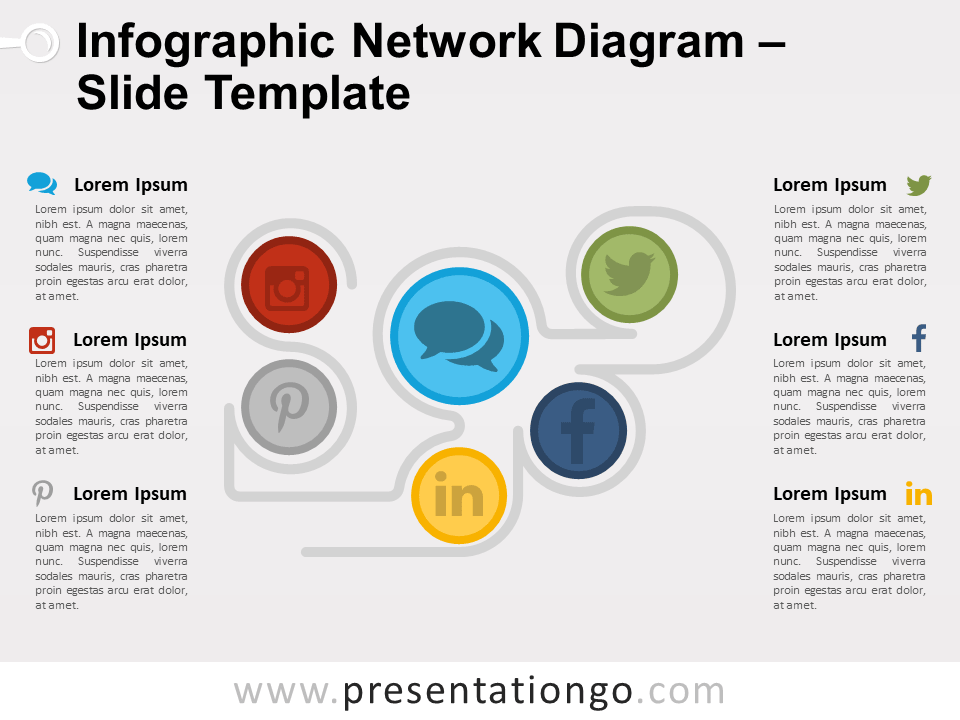 Infographic Network Diagram –
Slide Template
Lorem Ipsum
Lorem ipsum dolor sit amet,
nibh est. A magna maecenas,
quam magna nec quis, lorem
nunc. Suspendisse viverra
sodales mauris, cras pharetra
proin egestas arcu erat dolor,
at amet.
Lorem Ipsum
Lorem ipsum dolor sit amet,
nibh est. A magna maecenas,
quam magna nec quis, lorem
nunc. Suspendisse viverra
sodales mauris, cras pharetra
proin egestas arcu erat dolor,
at amet.
Lorem Ipsum
Lorem ipsum dolor sit amet,
nibh est. A magna maecenas,
quam magna nec quis, lorem
nunc. Suspendisse viverra
sodales mauris, cras pharetra
proin egestas arcu erat dolor,
at amet.
in
Lorem Ipsum
Lorem ipsum dolor sit amet,
nibh est. A magna maecenas,
quam magna nec quis, lorem
nunc. Suspendisse viverra
sodales mauris, cras pharetra
proin egestas arcu erat dolor,
at amet.
Lorem Ipsum
f
Lorem ipsum dolor sit amet,
nibh est. A magna maecenas,
quam magna nec quis, lorem
nunc. Suspendisse viverra
sodales mauris, cras pharetra
proin egestas arcu erat dolor,
at amet.
Lorem Ipsum
in
Lorem ipsum dolor sit amet,
nibh est. A magna maecenas,
quam magna nec quis, lorem
nunc. Suspendisse viverra
sodales mauris, cras pharetra
proin egestas arcu erat dolor,
at amet.
www.presentationgo.com